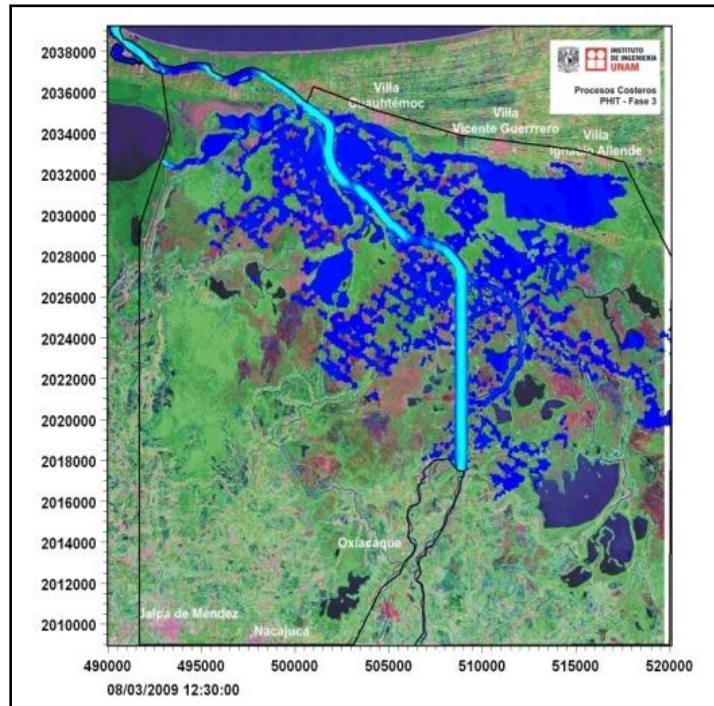 2038000
2036000
2034000
2032000
2030000
2028000
2026000
2024000
2022000
2020000
2018000
2016000
2014000
2012000
2010000
INSTITUTO
DE INGENIERÍA
UNAM
Procesos Costeros
PHIT - Fase 3
Villa
Cuauhtémoc
Villa
Vicente Guerrrero
Villa
Ignacio Allende
Oxiacaque
Jalpa de Méndez
Nacajuca
490000 495000 500000 505000 510000 515000 520000
08/03/2009 12:30:00